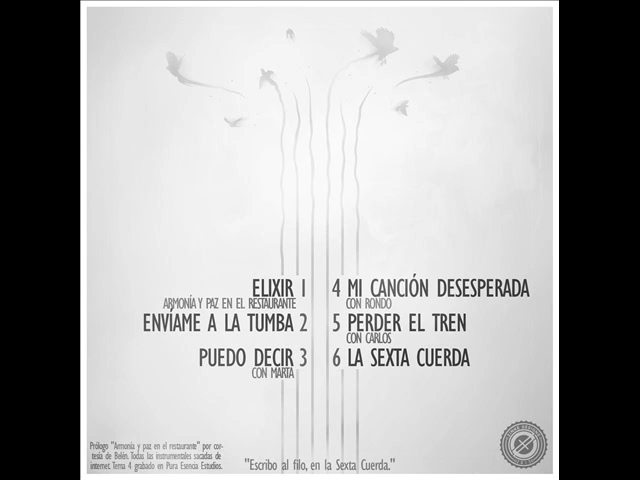 ELIXIR 1
ARMONÍA Y PAZ EN EL RESTAURANTE
ENVÍAME A LA TUMBA 2
PUEDO DECIR 3
CON MARTA
4 MI CANCIÓN DESESPERADA
CON RONDO
5 PERDER EL TREN
CON CARLOS
6 LA SEXTA CUERDA
Prólogo "Armonía y paz en el restaurante" por cor-
tesía de Belén. Todas las instrumentales sacadas de
internet. Tema 4 grabado en Pura Esencia Estudios.
"Escribo al filo, en la Sexta Cuerda."